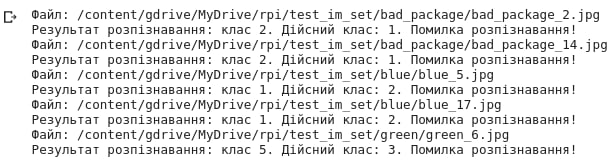 Файл: /content/gdrive/MyDrive/rpi/test_im_set/bad_package/bad_package_2.jpg
Результат розпізнавання: клас 2. Дійсний клас: 1. Помилка розпізнавання!
Файл: /content/gdrive/MyDrive/rpi/test_im_set/bad_package/bad_package_14.jpg
Результат розпізнавання: клас 2. Дійсний клас: 1. Помилка розпізнавання!
Файл: /content/gdrive/MyDrive/rpi/test_im_set/blue/blue_5.jpg
Результат розпізнавання: клас 1. Дійсний клас: 2. Помилка розпізнавання!
Файл: /content/gdrive/MyDrive/rpi/test_im_set/blue/blue_17.jpg
Результат розпізнавання: клас 1. Дійсний клас: 2. Помилка розпізнавання!
Файл: /content/gdrive/MyDrive/rpi/test_im_set/green/green_6.jpg
Результат розпізнавання: клас 5. Дійсний клас: 3. Помилка розпізнавання!